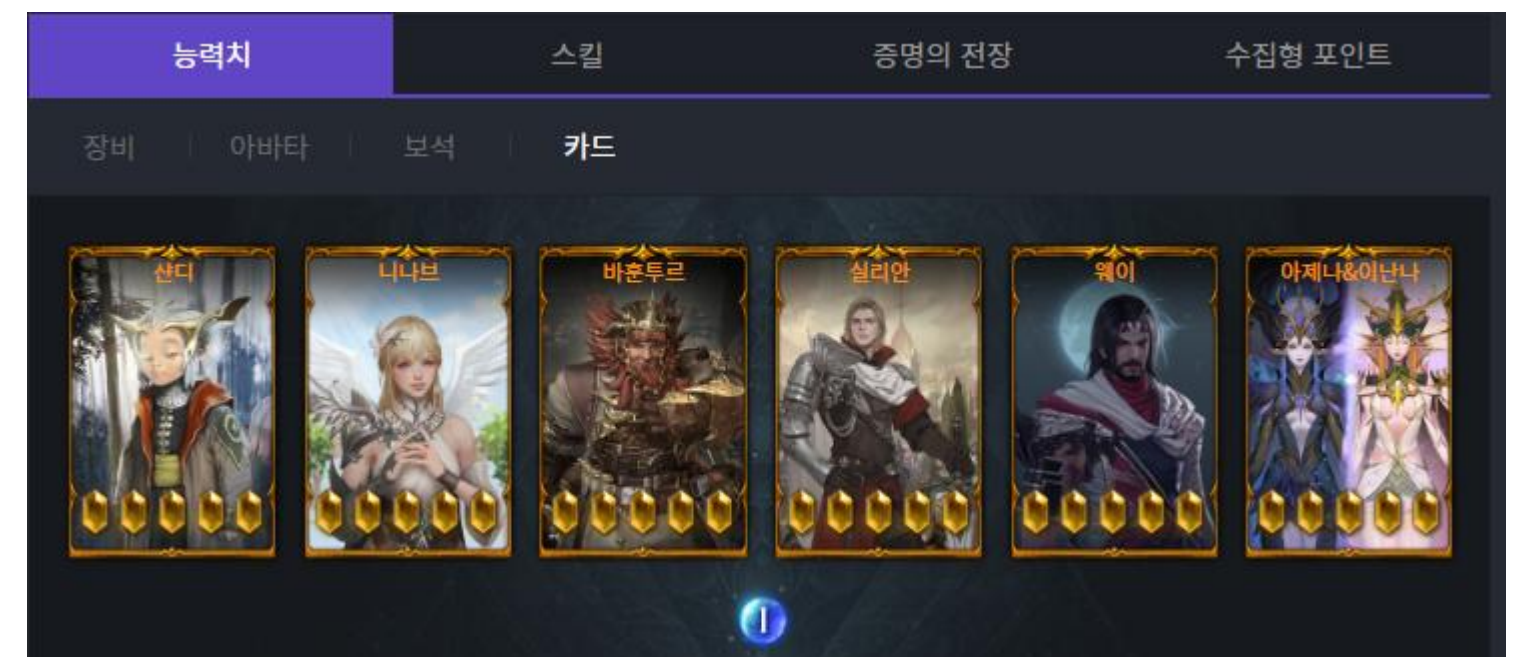 능력치 스킬 증명의 전장 수집형 포인트
장비 아바타 보석 카드
샨디 니나브 바훈투르 실리안 웨이 아제나&이난나
I